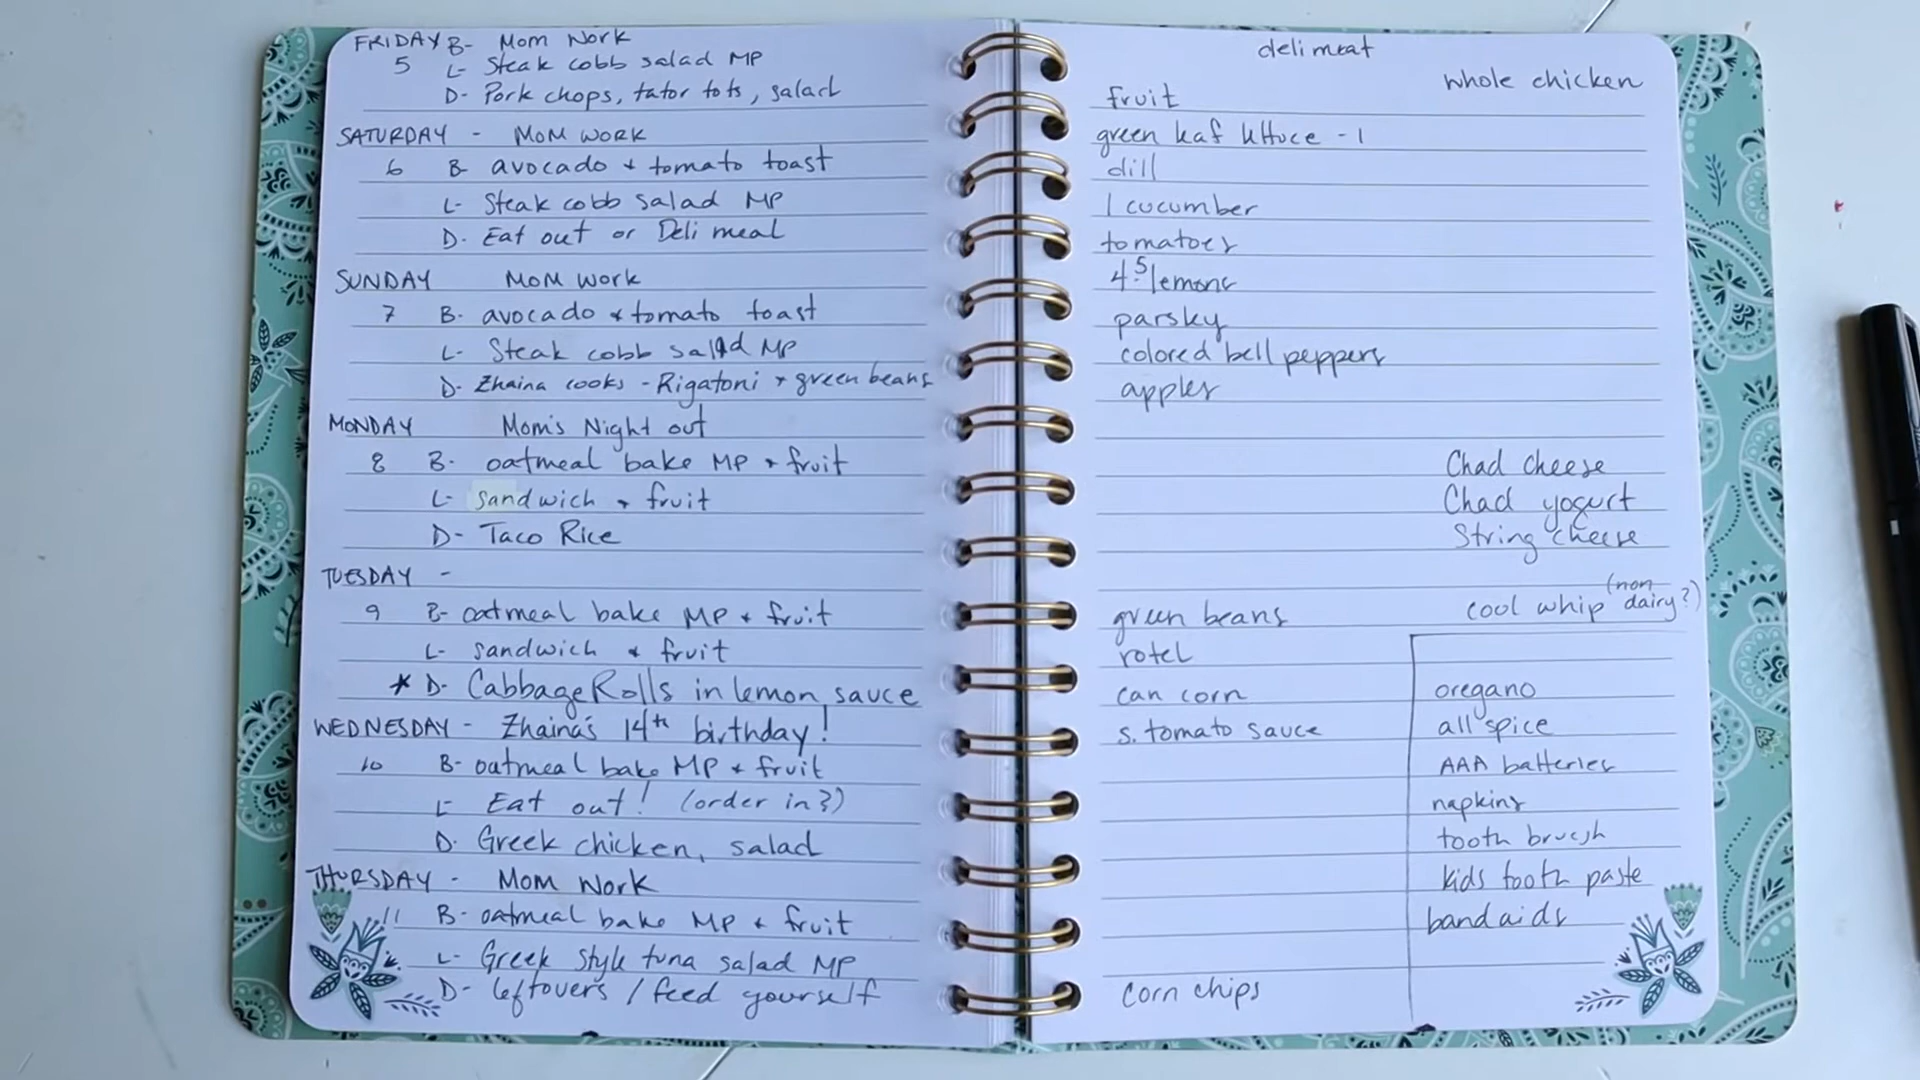 FRIDAY B- Mom Work
5 L- Steak cobb salad MP
D- Pork chops, tator tots, salad
SATURDAY - MOM WORK
6 B- avocado + tomato toast
L- Steak cobb salad MP
D. Eat out or Deli meal
SUNDAY MOM WORK
7 B- avocado + tomato toast
L- Steak cobb salad MP
D- Zhaina cooks - Rigatoni + green beans
MONDAY Mom's Night out
8 B- oatmeal bake MP + fruit
L- sandwich + fruit
D- Taco Rice
TUESDAY -
9 B- oatmeal bake MP + fruit
L- sandwich + fruit
* D- Cabbage Rolls in lemon sauce
WEDNESDAY - Zhaina's 14th birthday!
10 B- oatmeal bake MP + fruit
L- Eat out! (order in?)
D. Greek chicken, salad
THURSDAY - Mom Work
11 B- oatmeal bake MP + fruit
L- Greek style tuna salad MP
D- leftovers / feed yourself
deli meat
whole chicken
fruit
green leaf lettuce - 1
dill
1 cucumber
tomatoes
4-5 lemons
parsley
colored bell peppers
apples
Chad cheese
Chad yogurt
String cheese
cool whip (non dairy?)
green beans
rotel
can corn
s. tomato sauce
corn chips
oregano
all spice
AAA batteries
napkins
tooth brush
kids tooth paste
band aids